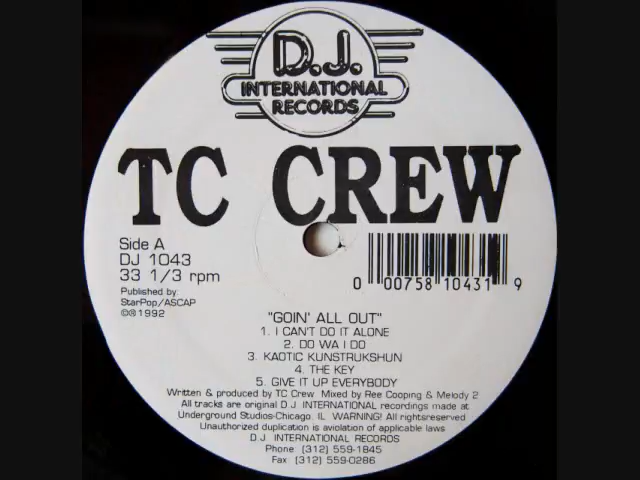 D.J.
INTERNATIONAL
RECORDS
TC CREW
Side A
DJ 1043
33 1/3 rpm
Published by:
StarPop/ASCAP
©®1992
0 00758 10431 9
"GOIN' ALL OUT"
1. I CAN'T DO IT ALONE
2. DO WA I DO
3. KAOTIC KUNSTRUKSHUN
4. THE KEY
5. GIVE IT UP EVERYBODY
Written & produced by TC Crew Mixed by Ree Cooping & Melody 2
All tracks are original D J. INTERNATIONAL recordings made at
Underground Studios-Chicago, IL WARNING! All rightsreserved
Unauthorized duplication is aviolation of applicable laws
D.J. INTERNATIONAL RECORDS
Phone (312) 559-1845
Fax (312) 559-0286